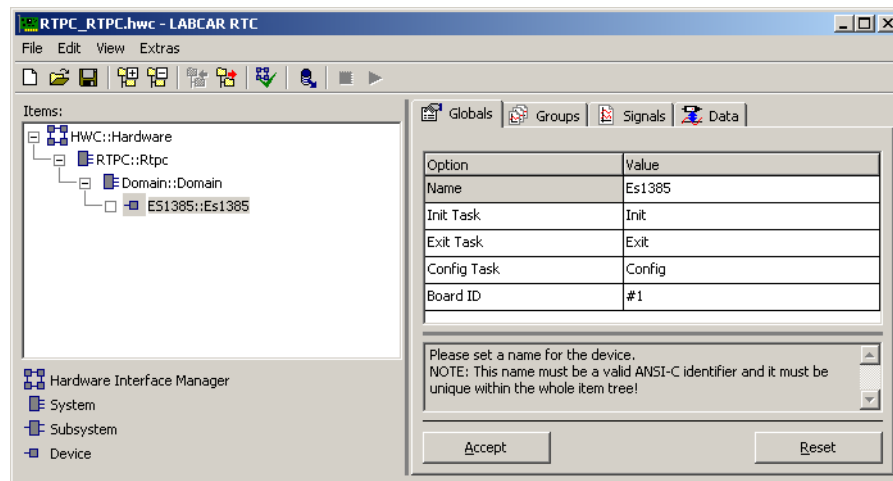 RTPC_RTPC.hwc - LABCAR RTC
File Edit View Extras
Items:
HWC::Hardware
RTPC::Rtpc
Domain::Domain
ES1385::Es1385
Hardware Interface Manager
System
Subsystem
Device
Globals Groups Signals Data
Option Value
Name Es1385
Init Task Init
Exit Task Exit
Config Task Config
Board ID #1
Please set a name for the device.
NOTE: This name must be a valid ANSI-C identifier and it must be
unique within the whole item tree!
Accept Reset